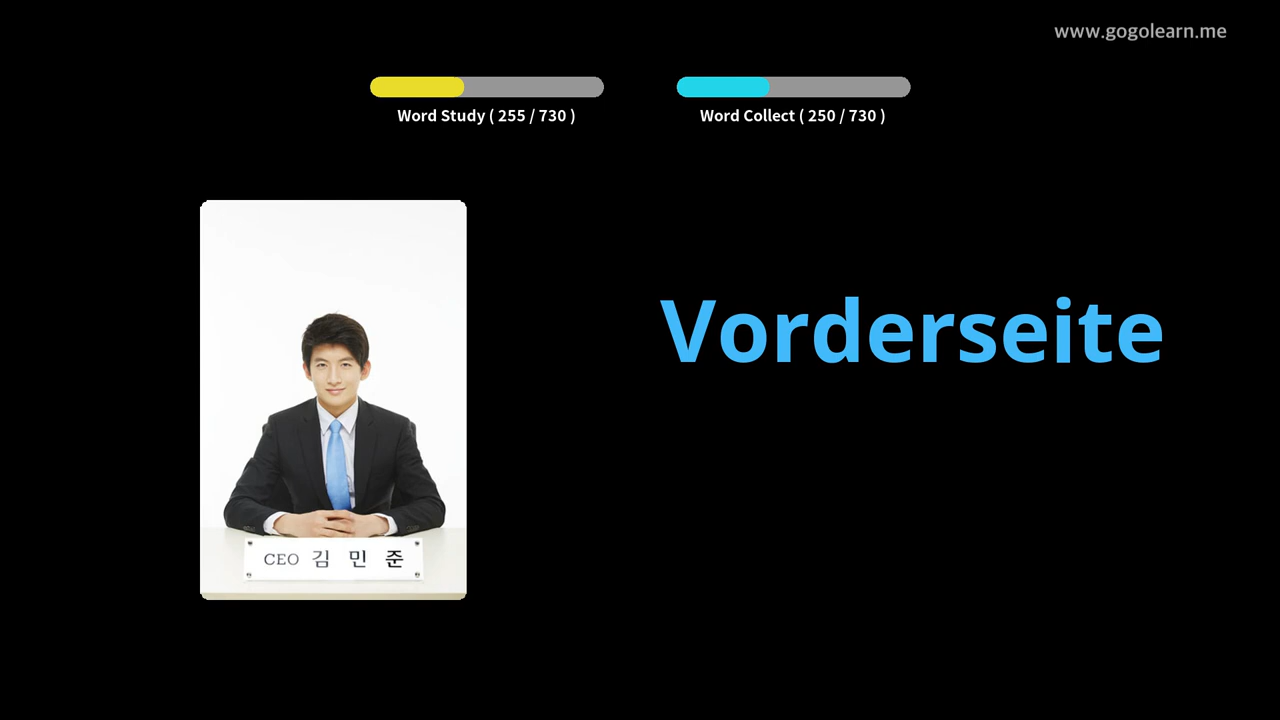 www.gogolearn.me
Word Study ( 255 / 730 )
Word Collect ( 250 / 730 )
Vorderseite
CEO 김 민 준